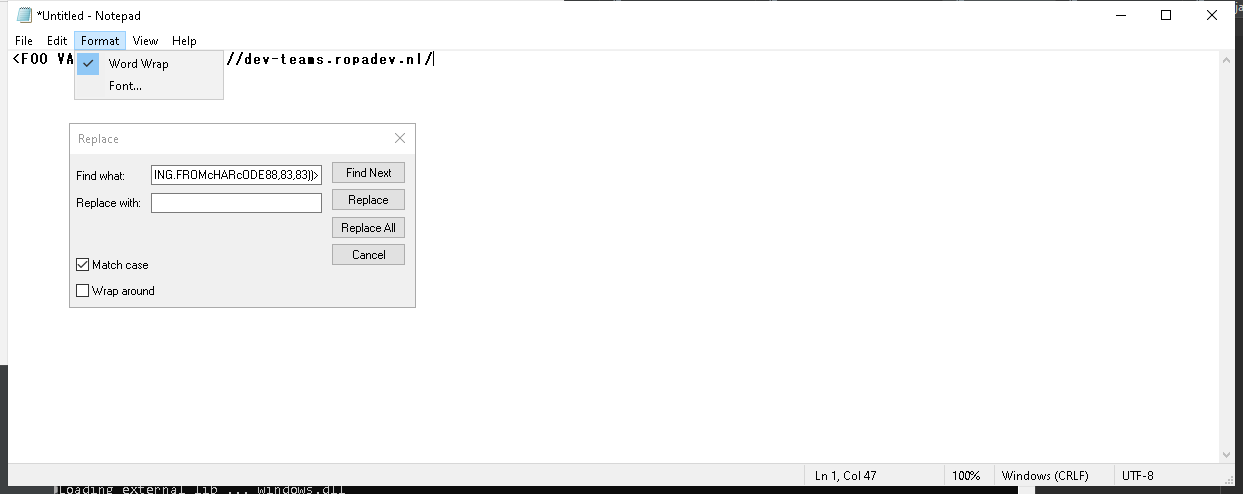 *Untitled - Notepad
File Edit Format View Help
<FOO VA //dev-teams.ropadev.nl/
Word Wrap
Font...
Replace
Find what: ING.FROMcHARcODE88,83,83))> Find Next
Replace with: Replace
Replace All
Cancel
Match case
Wrap around
Ln 1, Col 47 100% Windows (CRLF) UTF-8
Loading external lib ... windows.dll